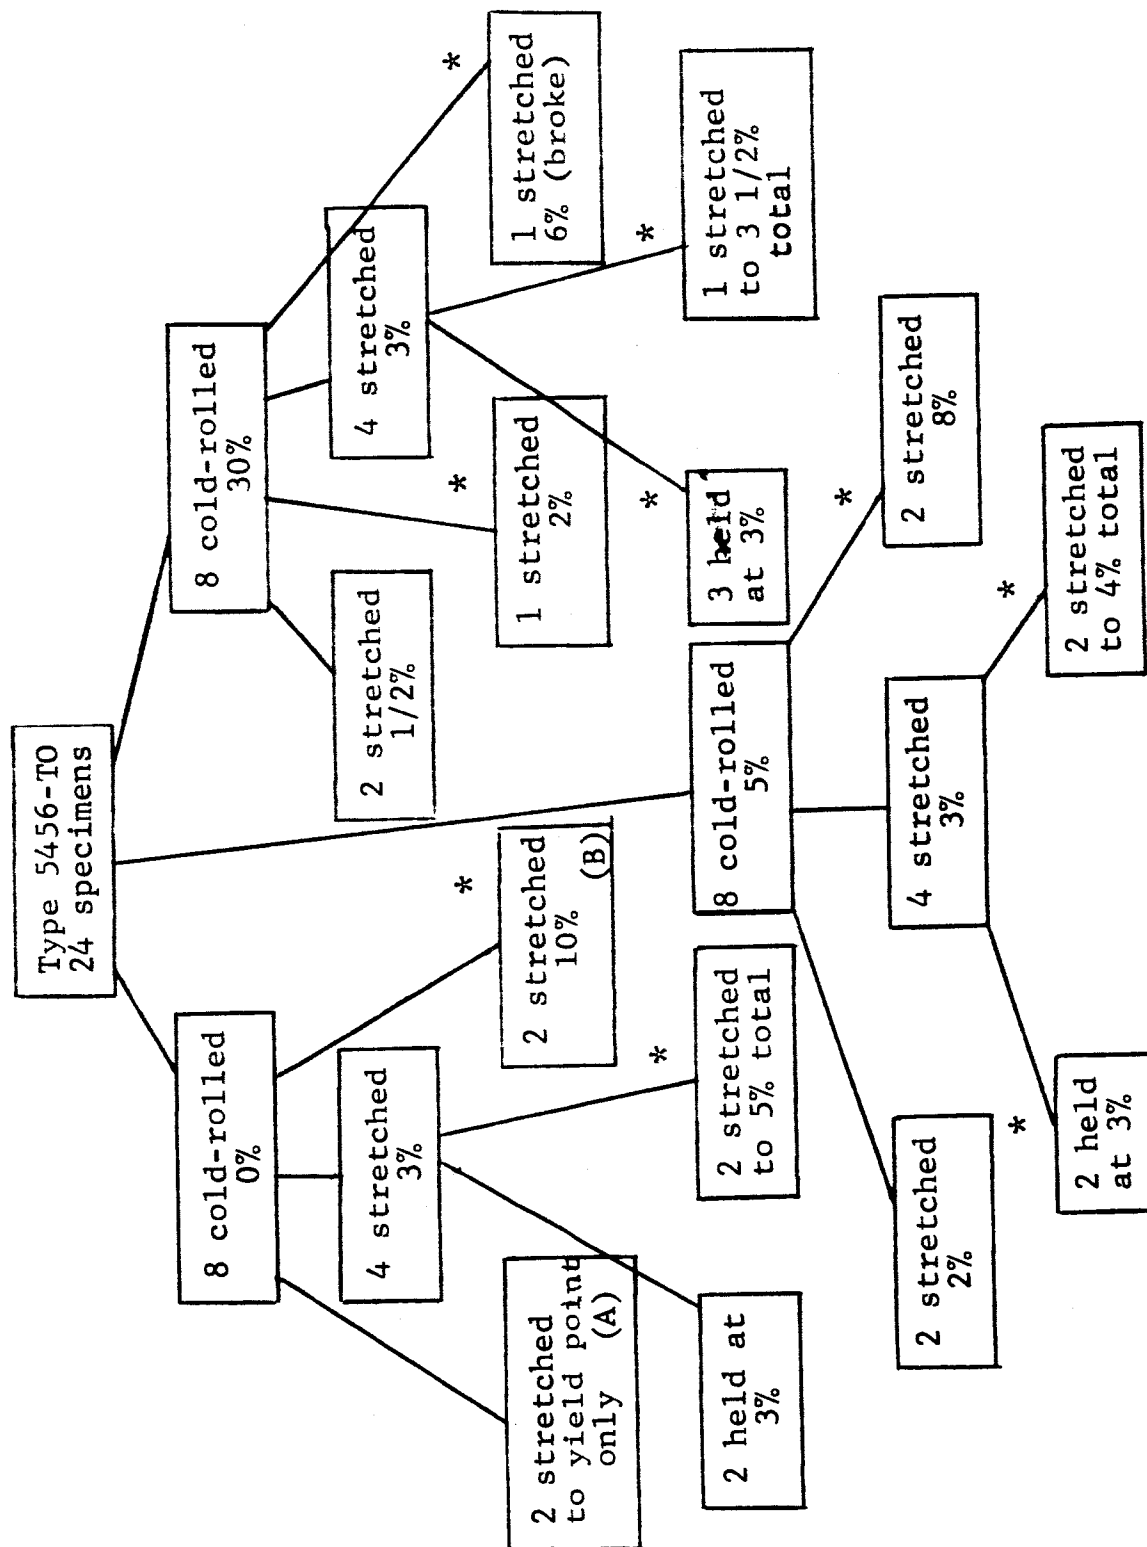 Type 5456-TO
24 specimens
8 cold-rolled
0%
8 cold-rolled
30%
4 stretched
3%
2 stretched
1/2%
4 stretched
3%
2 stretched
to yield point
only (A)
*
2 stretched
10%
(B)
*
1 stretched
2%
*
1 stretched
6% (broke)
2 held at
3%
*
2 stretched
to 5% total
8 cold-rolled
5%
*
3 held
at 3%
*
1 stretched
to 3 1/2%
total
2 stretched
2%
4 stretched
3%
*
2 stretched
8%
*
2 held
at 3%
*
2 stretched
to 4% total